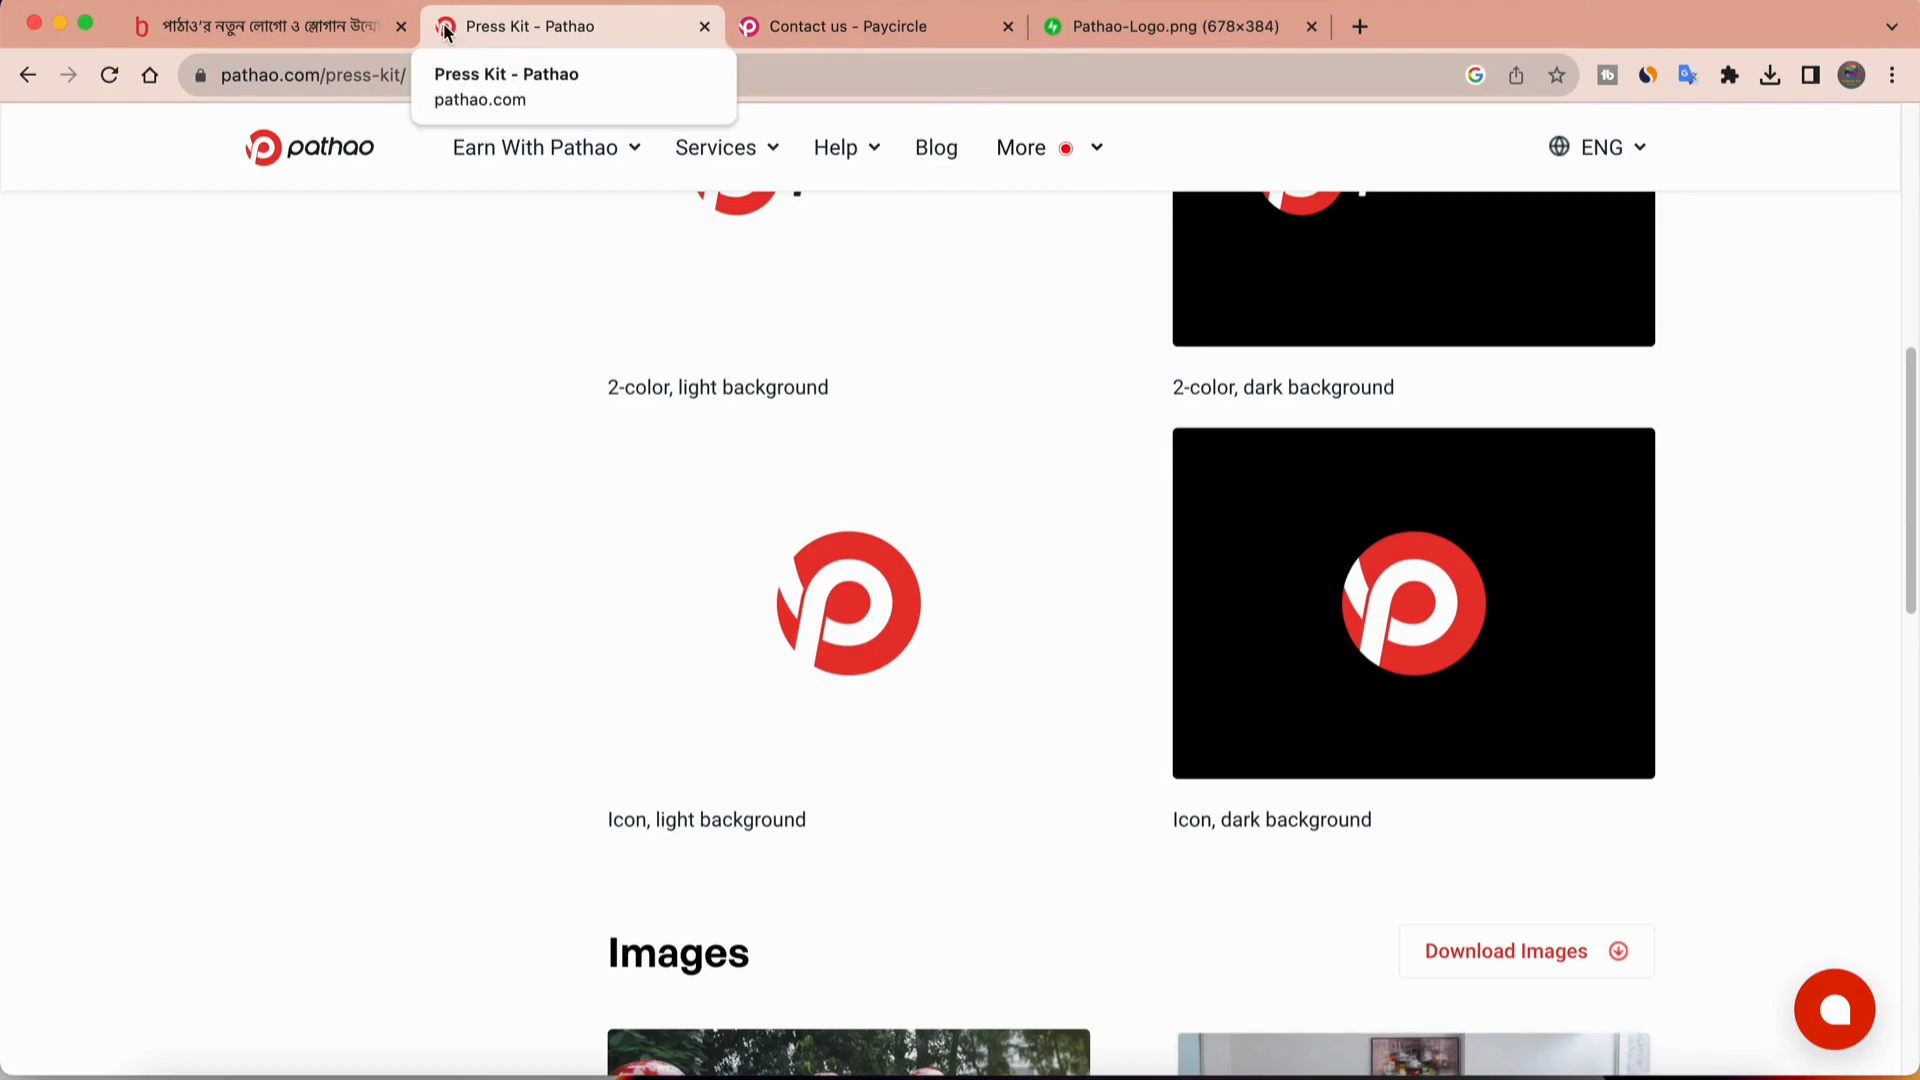 পাঠাও'র নতুন লোগো ও স্লোগান উন্মো
Press Kit - Pathao
Contact us - Paycircle
Pathao-Logo.png (678×384)
pathao.com/press-kit/
Press Kit - Pathao
pathao.com
pathao
Earn With Pathao
Services
Help
Blog
More
ENG
2-color, light background
2-color, dark background
Icon, light background
Icon, dark background
Images
Download Images